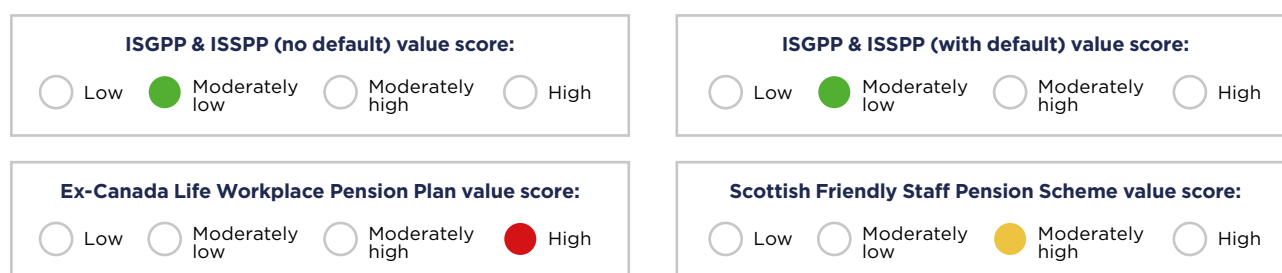 ISGPP & ISSPP (no default) value score:
Low
Moderately
low
Moderately
high
High
ISGPP & ISSPP (with default) value score:
Low
Moderately
low
Moderately
high
High
Ex-Canada Life Workplace Pension Plan value score:
Low
Moderately
low
Moderately
high
High
Scottish Friendly Staff Pension Scheme value score:
Low
Moderately
low
Moderately
high
High